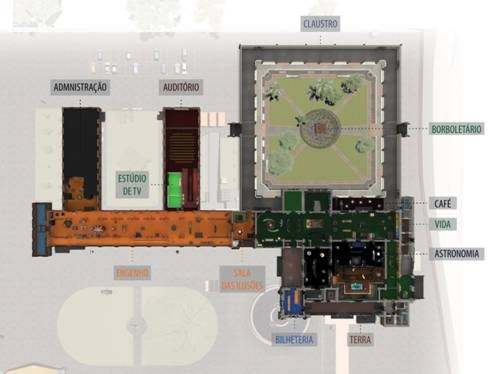 CLAUSTRO
ADMNISTRAÇÃO
AUDITÓRIO
BORBOLETÁRIO
ESTÚDIO
DE TV
CAFÉ
VIDA
ASTRONOMIA
ENGENHO
SALA
DAS ILUSÕES
BILHETERIA
TERRA